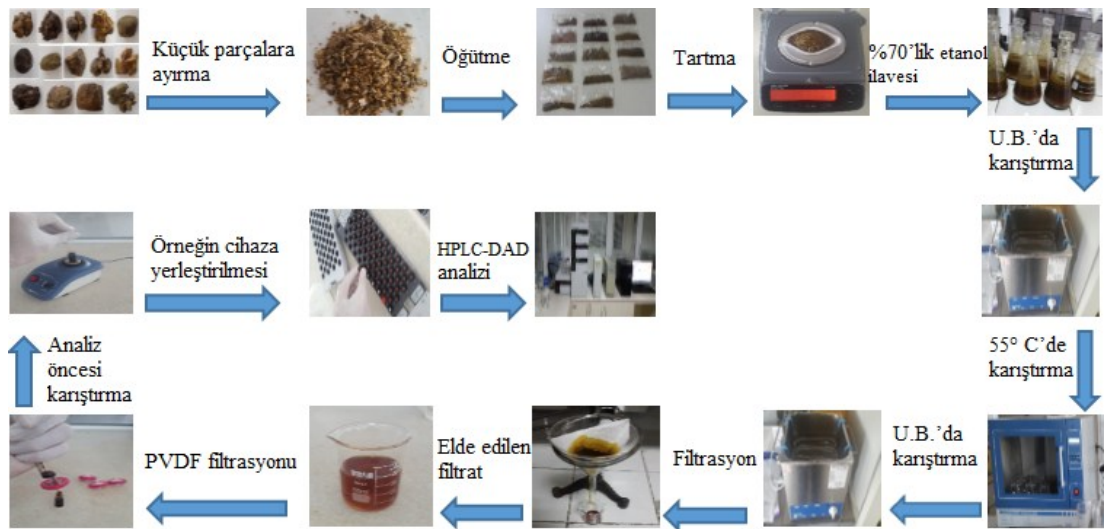 Küçük parçalara
ayırma
Öğütme
Tartma
%70'lik etanol
ilavesi
U.B.'da
karıştırma
55° C'de
karıştırma
U.B.'da
karıştırma
Filtrasyon
Elde edilen
filtrat
PVDF filtrasyonu
Analiz
öncesi
karıştırma
Örneğin cihaza
yerleştirilmesi
HPLC-DAD
analizi